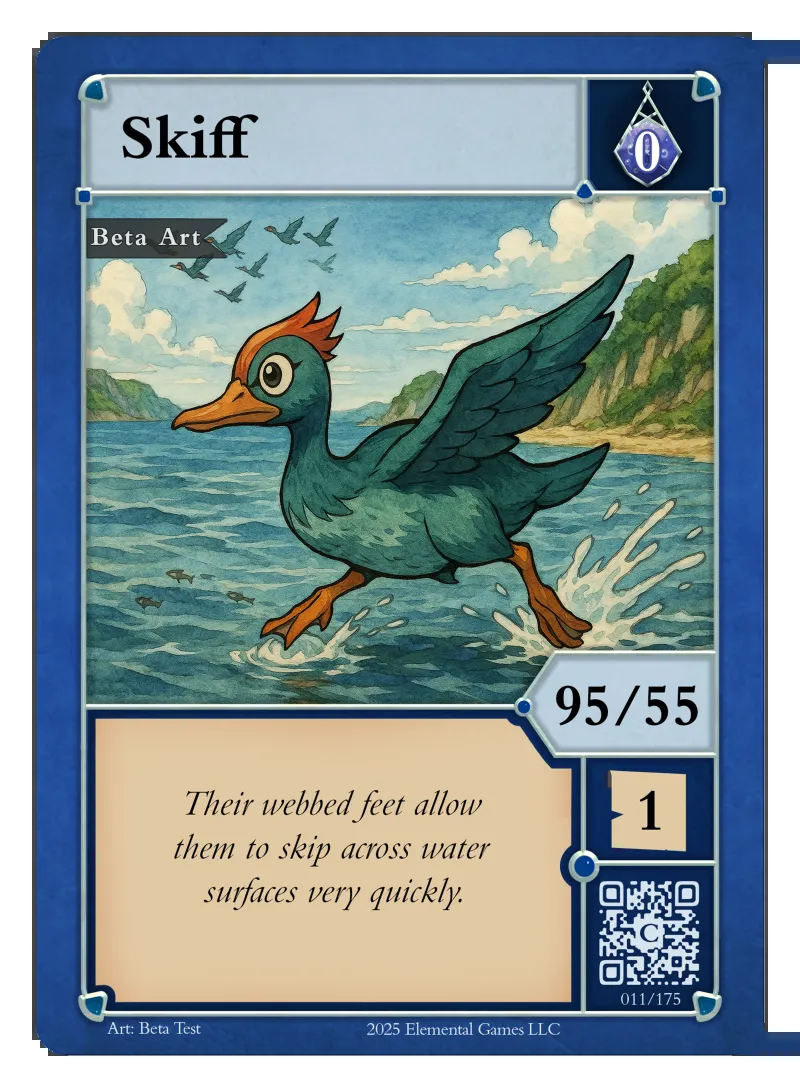 Skiff
0
Beta Art
95/55
Their webbed feet allow
them to skip across water
surfaces very quickly.
1
C
011/175
Art: Beta Test
2025 Elemental Games LLC